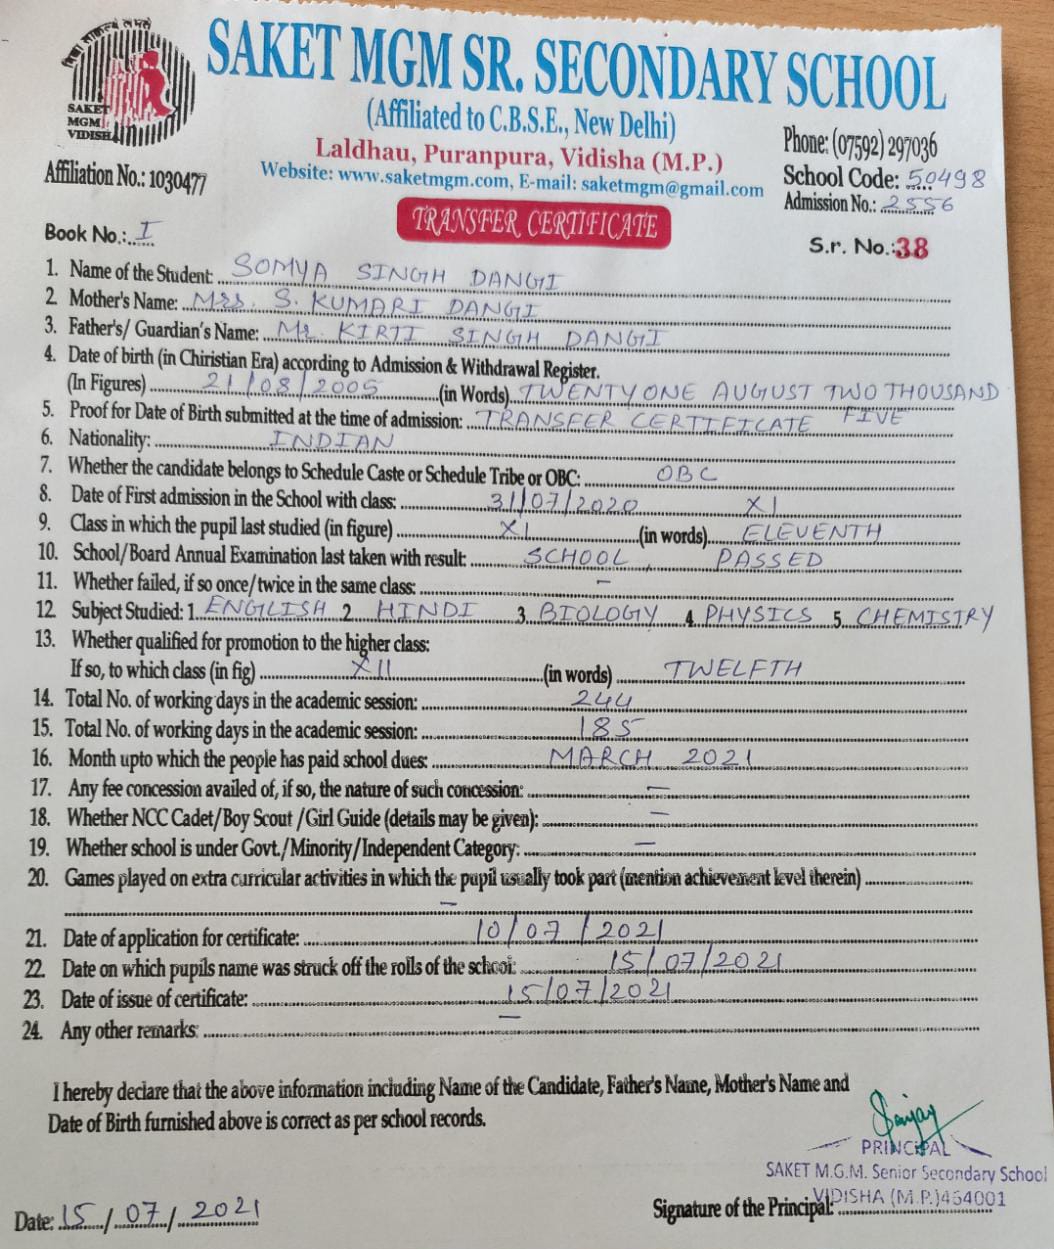 SAKET
MGM
VIDISHA
SAKET MGM SR. SECONDARY SCHOOL
(Affiliated to C.B.S.E., New Delhi)
Laldhau, Puranpura, Vidisha (M.P.)
Website: www.saketmgm.com, E-mail: saketmgm@gmail.com
Affiliation No.: 1030477
Phone: (07592) 297036
School Code: 50498
Admission No.: 2556
TRANSFER CERTIFICATE
Book No.: I
S.r. No.:38
1. Name of the Student: SOMYA SINGH DANGI
2. Mother's Name: Mrs. S. KUMARI DANGI
3. Father's/ Guardian's Name: Mr. KIRTI SINGH DANGI
4. Date of birth (in Chiristian Era) according to Admission & Withdrawal Register.
(In Figures) 21/08/2005 (in Words) TWENTY ONE AUGUST TWO THOUSAND FIVE
5. Proof for Date of Birth submitted at the time of admission: TRANSFER CERTIFICATE
6. Nationality: INDIAN
7. Whether the candidate belongs to Schedule Caste or Schedule Tribe or OBC: OBC
8. Date of First admission in the School with class: 31/07/2020 XI
9. Class in which the pupil last studied (in figure) XI (in words) ELEVENTH
10. School/Board Annual Examination last taken with result: SCHOOL, PASSED
11. Whether failed, if so once/twice in the same class: –
12. Subject Studied: 1. ENGLISH 2. HINDI 3. BIOLOGY 4. PHYSICS 5. CHEMISTRY
13. Whether qualified for promotion to the higher class:
If so, to which class (in fig) XII (in words) TWELFTH
14. Total No. of working days in the academic session: 244
15. Total No. of working days in the academic session: 185
16. Month upto which the people has paid school dues: MARCH 2021
17. Any fee concession availed of, if so, the nature of such concession: –
18. Whether NCC Cadet/Boy Scout /Girl Guide (details may be given): –
19. Whether school is under Govt./Minority/Independent Category: –
20. Games played on extra curricular activities in which the pupil usually took part (mention achievement level therein)
–
21. Date of application for certificate: 10/07/2021
22. Date on which pupils name was struck off the rolls of the school: 15/07/2021
23. Date of issue of certificate: 15/07/2021
24. Any other remarks: –
I hereby declare that the above information including Name of the Candidate, Father's Name, Mother's Name and
Date of Birth furnished above is correct as per school records.
Sanjay
PRINCIPAL
SAKET M.G.M. Senior Secondary School
VIDISHA (M.P.)464001
Signature of the Principal:
Date: 15/07/2021